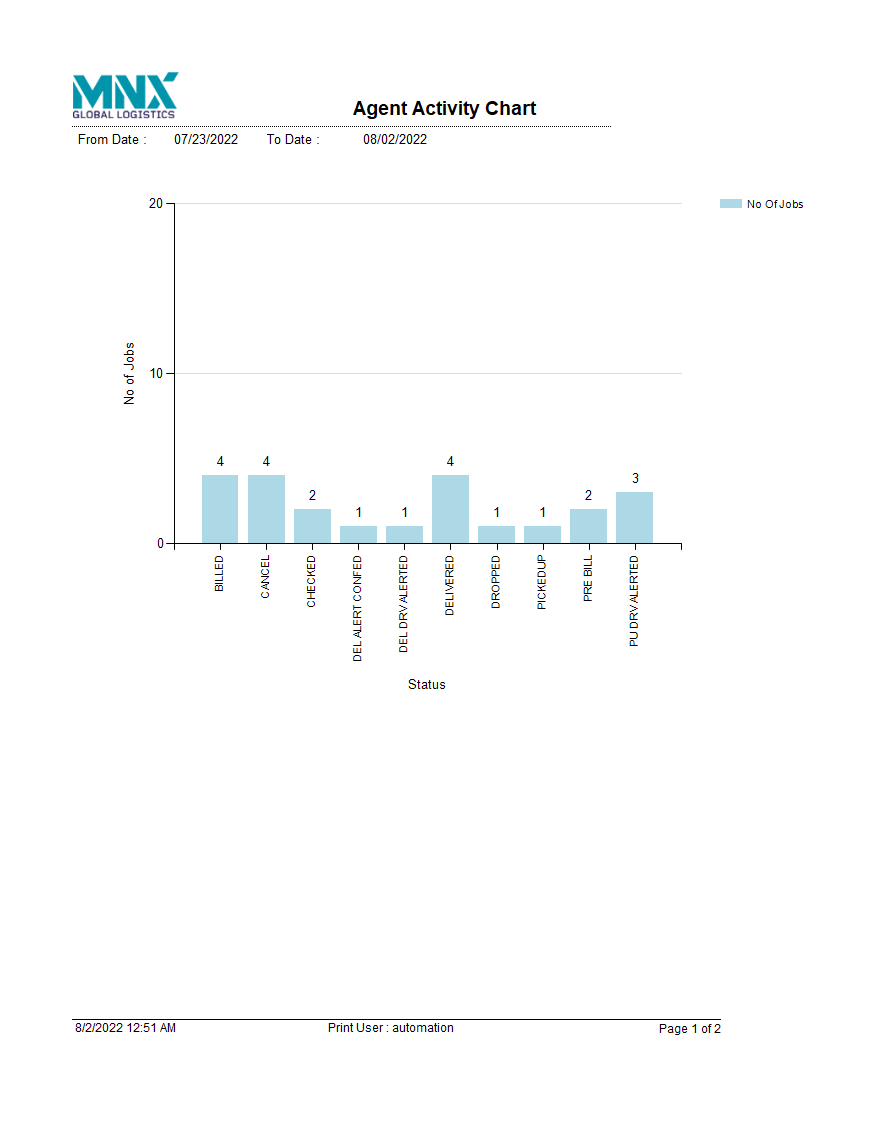 MNX
GLOBAL LOGISTICS
Agent Activity Chart
From Date : 07/23/2022 To Date : 08/02/2022
20
No Of Jobs
No of Jobs
10
4 4 2 1 1 4 1 1 2 3
0
BILLED
CANCEL
CHECKED
DEL ALERT CONFED
DEL DRV ALERTED
DELIVERED
DROPPED
PICKEDUP
PRE BILL
PU DRV ALERTED
Status
8/2/2022 12:51 AM Print User : automation Page 1 of 2